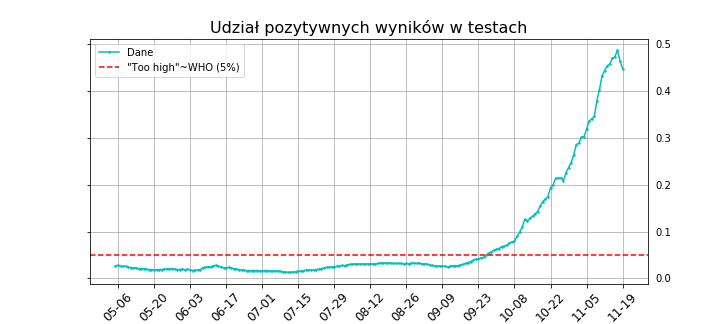 Udział pozytywnych wyników w testach
Dane
"Too high"~WHO (5%)
0.5
0.4
0.3
0.2
0.1
0.0
05-06 05-20 06-03 06-17 07-01 07-15 07-29 08-12 08-26 09-09 09-23 10-08 10-22 11-05 11-19